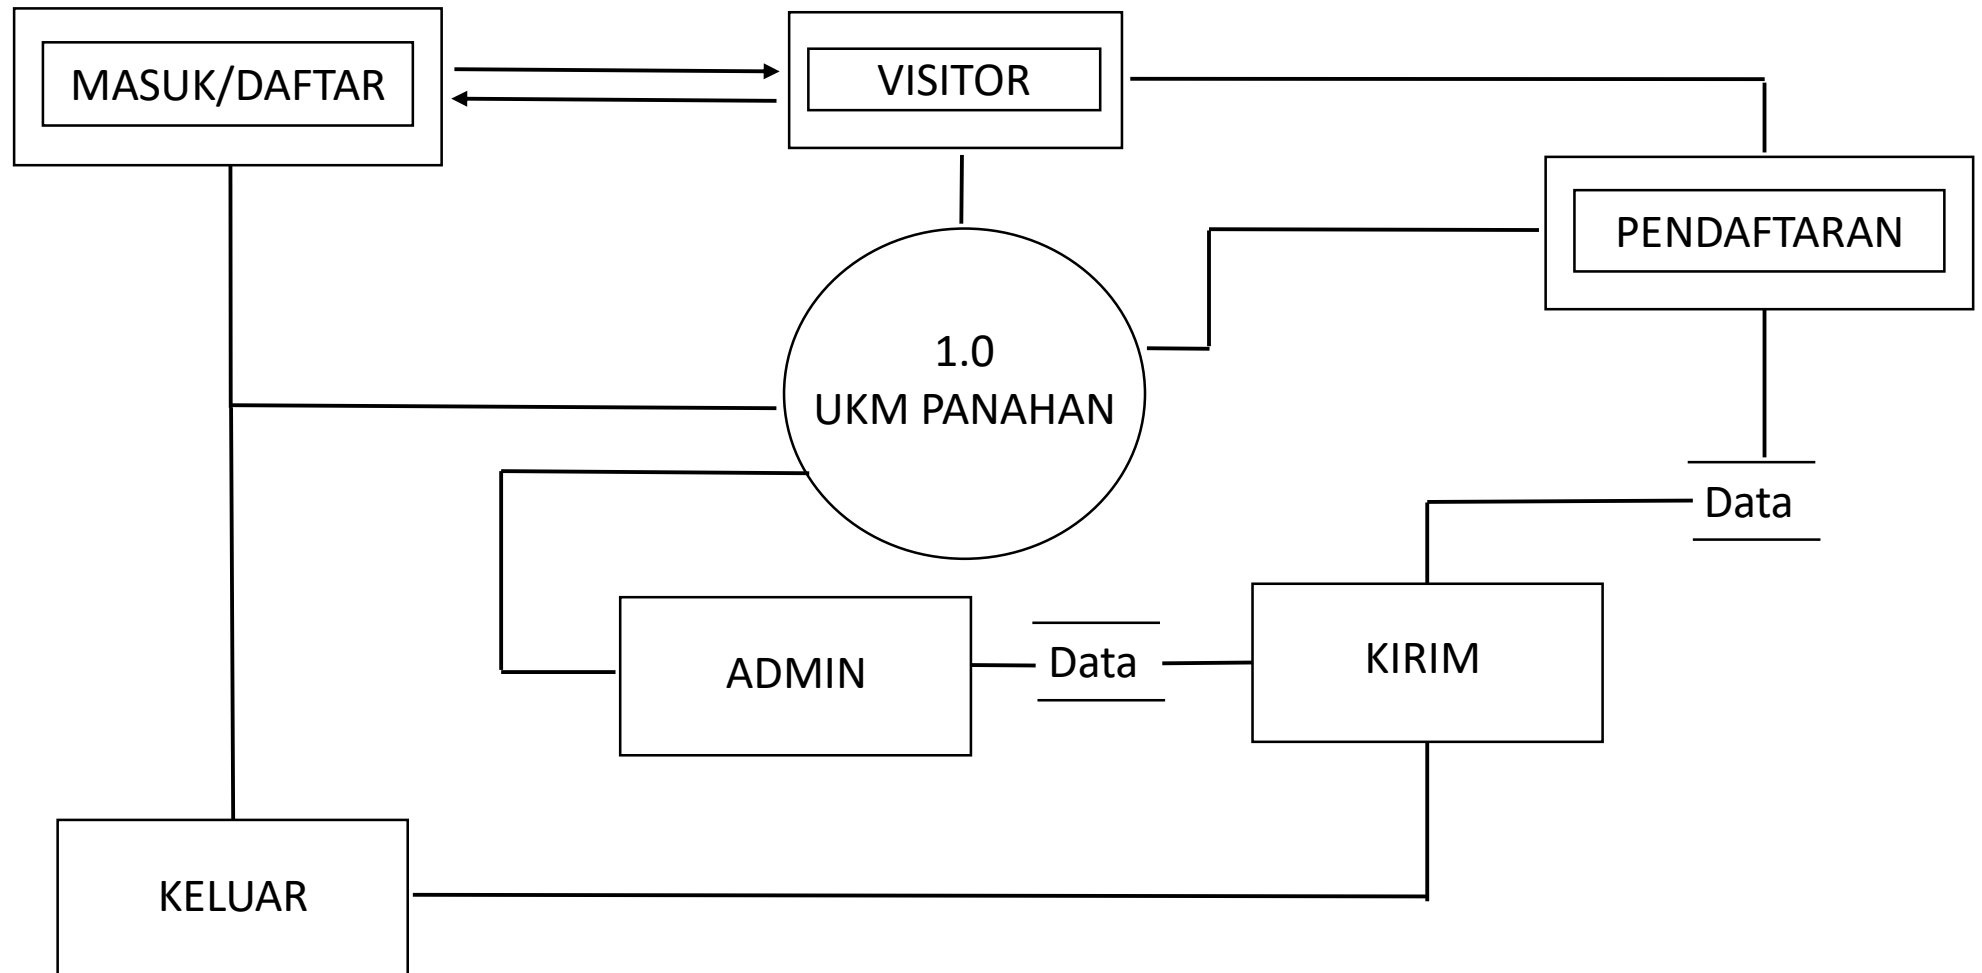 MASUK/DAFTAR
VISITOR
PENDAFTARAN
1.0
UKM PANAHAN
Data
ADMIN
Data
KIRIM
KELUAR